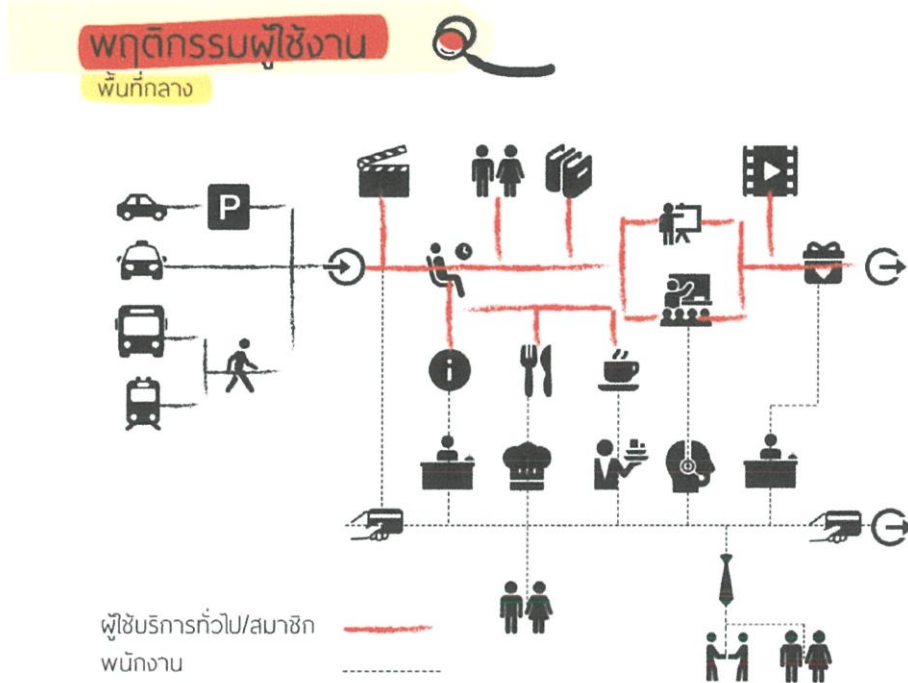 พฤติกรรมผู้ใช้งาน
พื้นที่กลาง
P
i
ผู้ใช้บริการทั่วไป/สมาชิก
พนักงาน